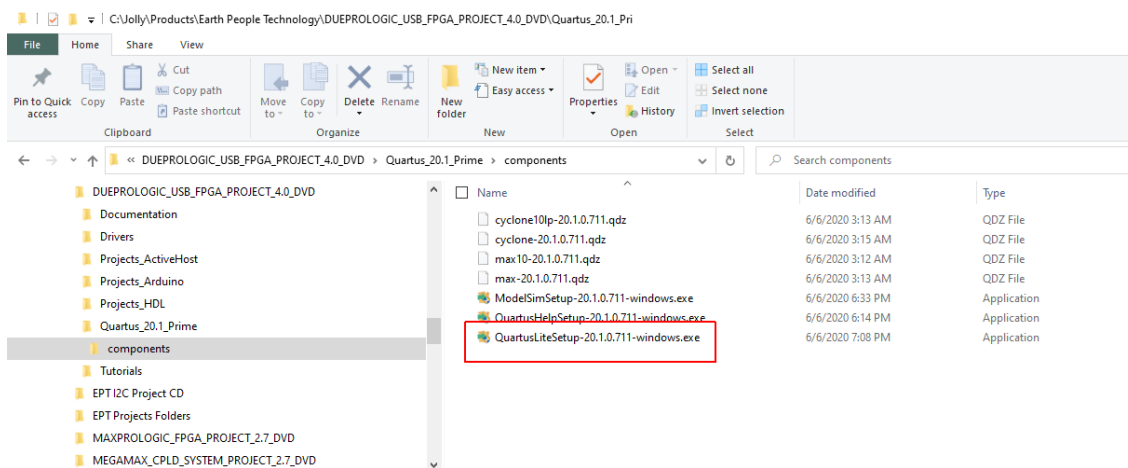 C:\Jolly\Products\Earth People Technology\DUEPROLOGIC_USB_FPGA_PROJECT_4.0_DVD\Quartus_20.1_Pri
File Home Share View
Pin to Quick access
Copy
Paste
Cut
Copy path
Paste shortcut
Clipboard
Move to
Copy to
Delete
Rename
Organize
New folder
New item
Easy access
New
Properties
Open
Edit
History
Open
Select all
Select none
Invert selection
Select
« DUEPROLOGIC_USB_FPGA_PROJECT_4.0_DVD > Quartus_20.1_Prime > components
Search components
DUEPROLOGIC_USB_FPGA_PROJECT_4.0_DVD
Documentation
Drivers
Projects_ActiveHost
Projects_Arduino
Projects_HDL
Quartus_20.1_Prime
components
Tutorials
EPT I2C Project CD
EPT Projects Folders
MAXPROLOGIC_FPGA_PROJECT_2.7_DVD
MEGAMAX_CPLD_SYSTEM_PROJECT_2.7_DVD
Name Date modified Type
cyclone10lp-20.1.0.711.qdz 6/6/2020 3:13 AM QDZ File
cyclone-20.1.0.711.qdz 6/6/2020 3:15 AM QDZ File
max10-20.1.0.711.qdz 6/6/2020 3:12 AM QDZ File
max-20.1.0.711.qdz 6/6/2020 3:13 AM QDZ File
ModelSimSetup-20.1.0.711-windows.exe 6/6/2020 6:33 PM Application
QuartusHelpSetup-20.1.0.711-windows.exe 6/6/2020 6:14 PM Application
QuartusLiteSetup-20.1.0.711-windows.exe 6/6/2020 7:08 PM Application